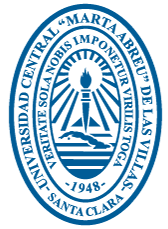 -UNIVERSIDAD CENTRAL "MARTA ABREU" DE LAS VILLAS-
VERITATE SOLA NOBIS IMPONETUR VIRILIS TOGA
-1948-
SANTA CLARA